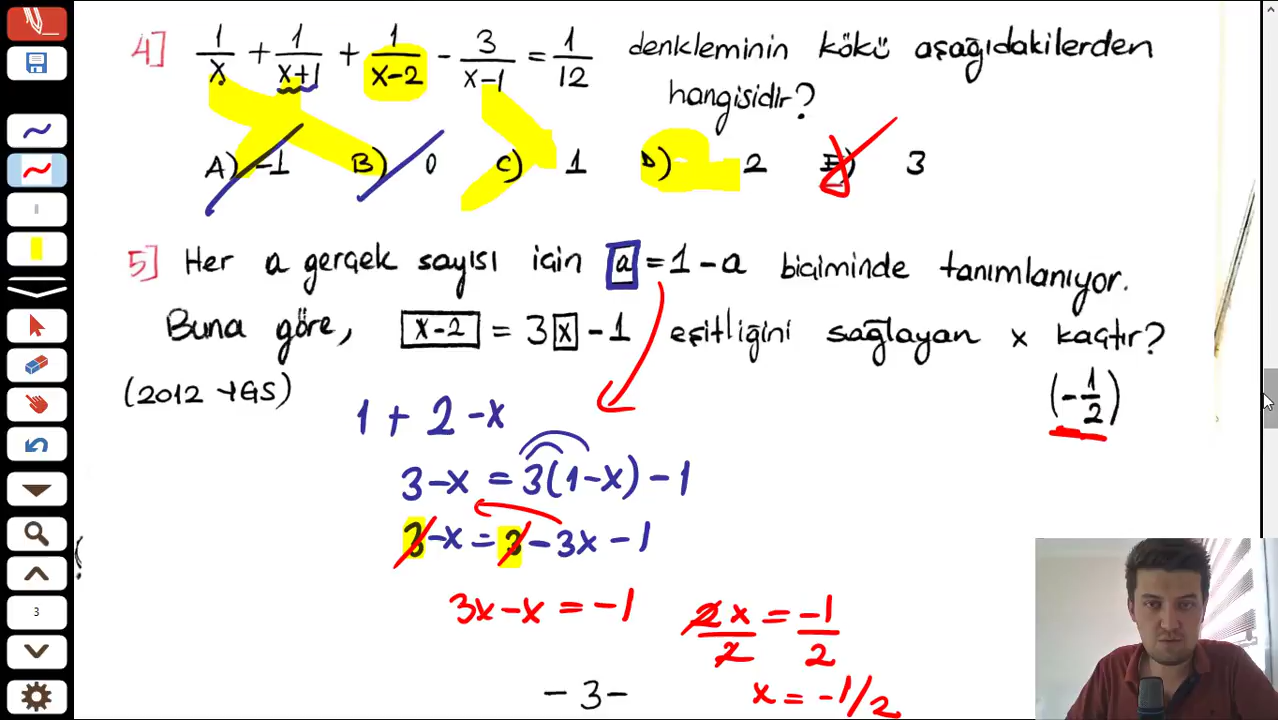 4] 1/x + 1/(x+1) + 1/(x-2) - 3/(x-1) = 1/12 denkleminin kökü aşağıdakilerden
hangisidir?
A) -1 B) 0 C) 1 D) 2 E) 3
5] Her a gerçek sayısı için a = 1 - a biçiminde tanımlanıyor.
Buna göre, x-2 = 3 x - 1 eşitliğini sağlayan x kaçtır?
(2012 YGS)
(-1/2)
1 + 2 - x
3 - x = 3(1 - x) - 1
3 - x = 3 - 3x - 1
3x - x = -1
2x/2 = -1/2
x = -1/2
- 3 -
3